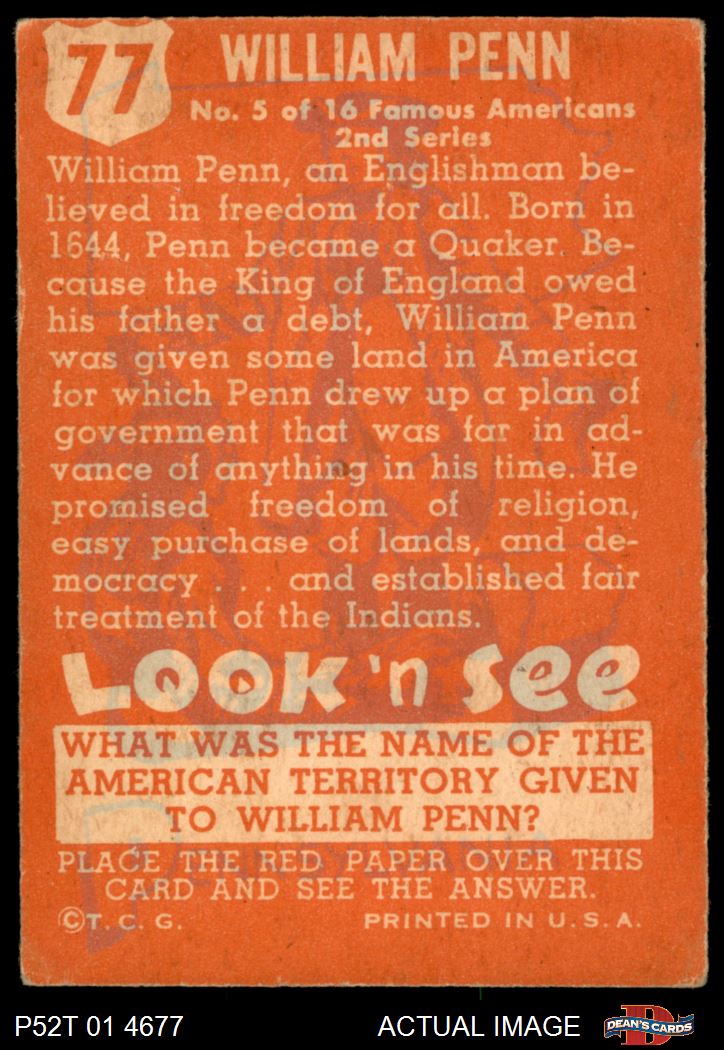 77
WILLIAM PENN
No. 5 of 16 Famous Americans
2nd Series
William Penn, an Englishman be-
lieved in freedom for all. Born in
1644, Penn became a Quaker. Be-
cause the King of England owed
his father a debt, William Penn
was given some land in America
for which Penn drew up a plan of
government that was far in ad-
vance of anything in his time. He
promised freedom of religion,
easy purchase of lands, and de-
mocracy . . . and established fair
treatment of the Indians.
LOOK 'n SEE
WHAT WAS THE NAME OF THE
AMERICAN TERRITORY GIVEN
TO WILLIAM PENN?
PLACE THE RED PAPER OVER THIS
CARD AND SEE THE ANSWER.
©T. C. G. PRINTED IN U. S. A.
P52T 01 4677 ACTUAL IMAGE D DEAN'S CARDS